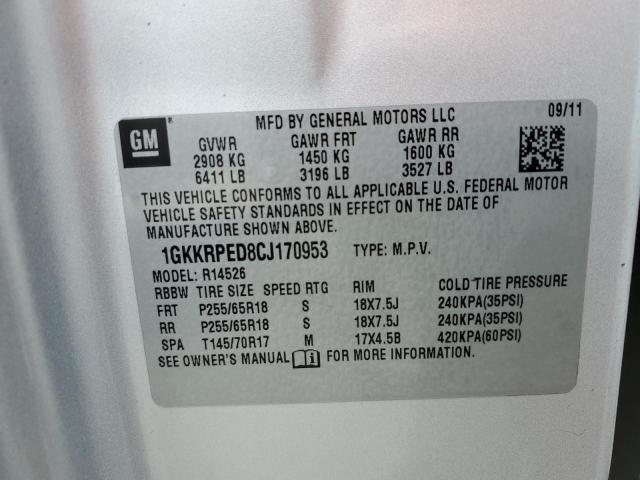 MFD BY GENERAL MOTORS LLC 09/11
GM
GVWR GAWR FRT GAWR RR
2908 KG 1450 KG 1600 KG
6411 LB 3196 LB 3527 LB
THIS VEHICLE CONFORMS TO ALL APPLICABLE U.S. FEDERAL MOTOR
VEHICLE SAFETY STANDARDS IN EFFECT ON THE DATE OF
MANUFACTURE SHOWN ABOVE.
1GKKRPED8CJ170953 TYPE: M.P.V.
MODEL: R14526
RBBW TIRE SIZE SPEED RTG RIM COLD TIRE PRESSURE
FRT P255/65R18 S 18X7.5J 240KPA(35PSI)
RR P255/65R18 S 18X7.5J 240KPA(35PSI)
SPA T145/70R17 M 17X4.5B 420KPA(60PSI)
SEE OWNER'S MANUAL FOR MORE INFORMATION.